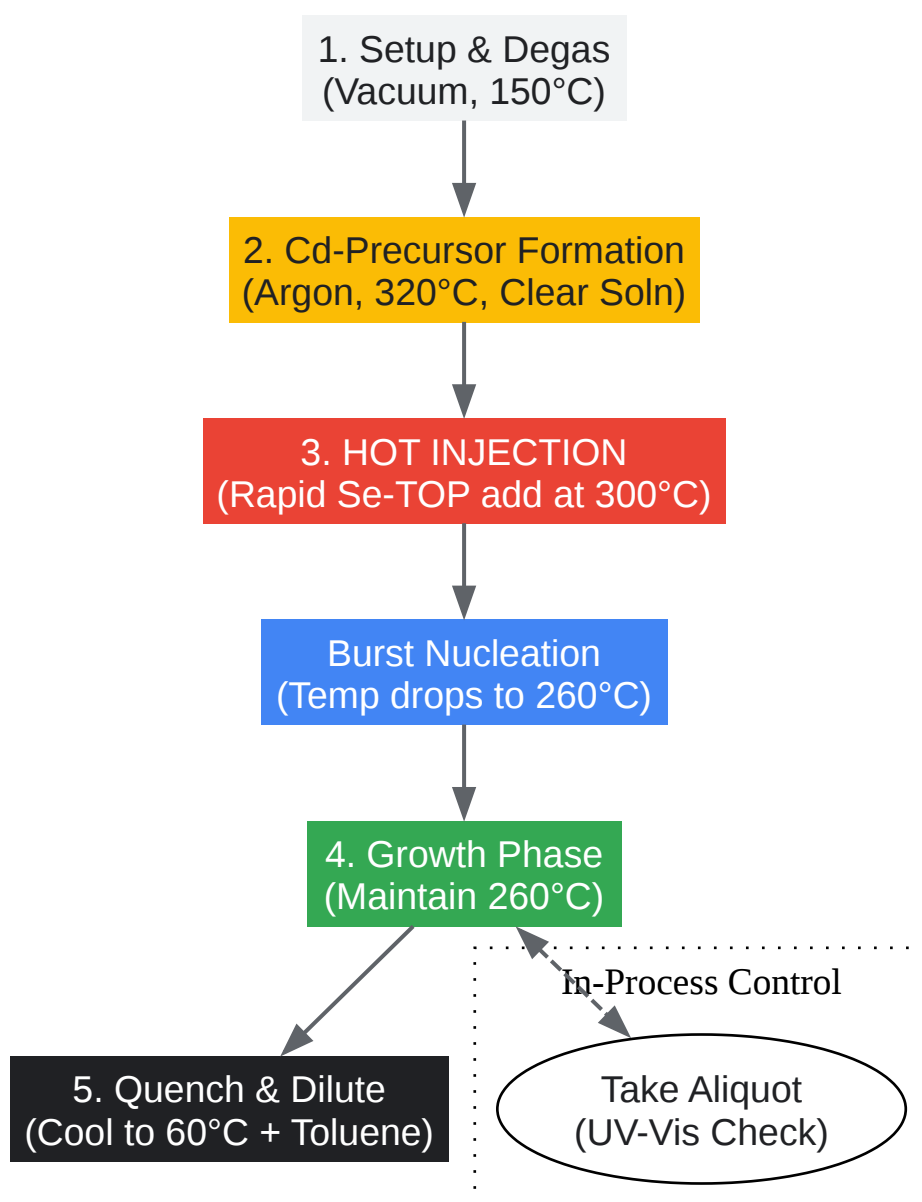 1. Setup & Degas
(Vacuum, 150°C)
2. Cd-Precursor Formation
(Argon, 320°C, Clear Soln)
3. HOT INJECTION
(Rapid Se-TOP add at 300°C)
Burst Nucleation
(Temp drops to 260°C)
4. Growth Phase
(Maintain 260°C)
In-Process Control
5. Quench & Dilute
(Cool to 60°C + Toluene)
Take Aliquot
(UV-Vis Check)